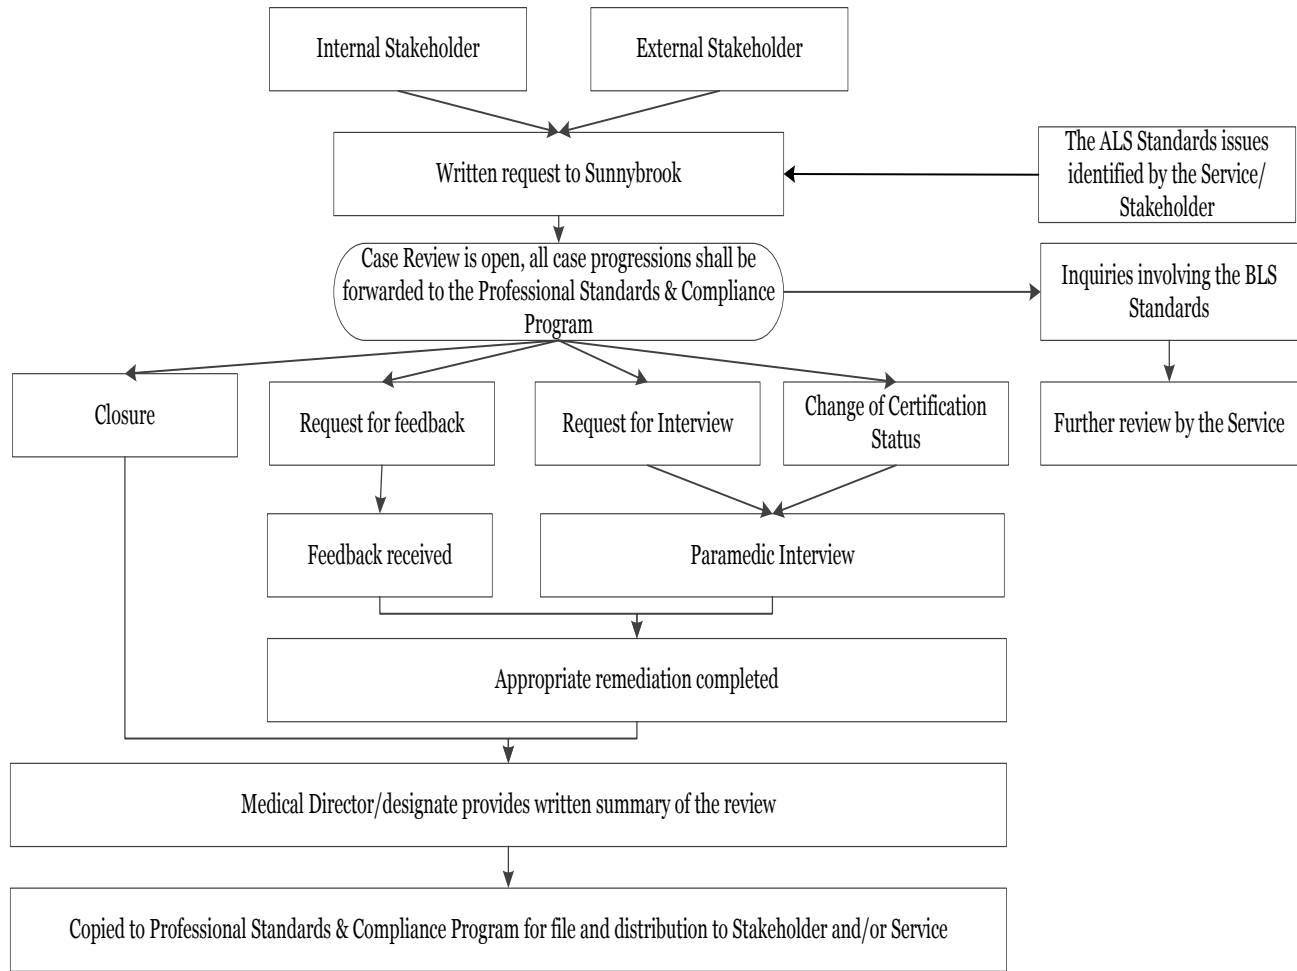 Internal Stakeholder
External Stakeholder
Written request to Sunnybrook
The ALS Standards issues
identified by the Service/
Stakeholder
Case Review is open, all case progressions shall be
forwarded to the Professional Standards & Compliance
Program
Inquiries involving the BLS
Standards
Closure
Request for feedback
Request for Interview
Change of Certification
Status
Further review by the Service
Feedback received
Paramedic Interview
Appropriate remediation completed
Medical Director/designate provides written summary of the review
Copied to Professional Standards & Compliance Program for file and distribution to Stakeholder and/or Service